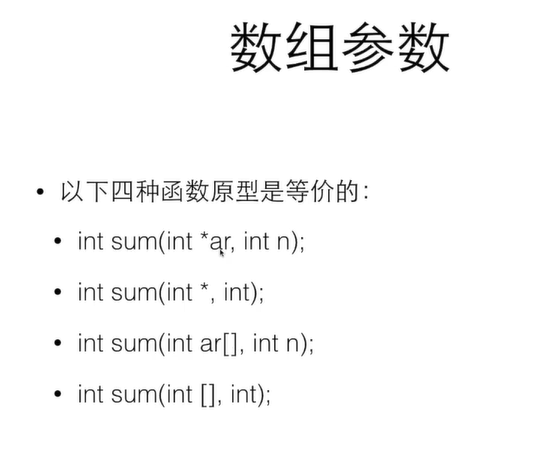 数组参数
• 以下四种函数原型是等价的：
• int sum(int *ar, int n);
• int sum(int *, int);
• int sum(int ar[], int n);
• int sum(int [], int);